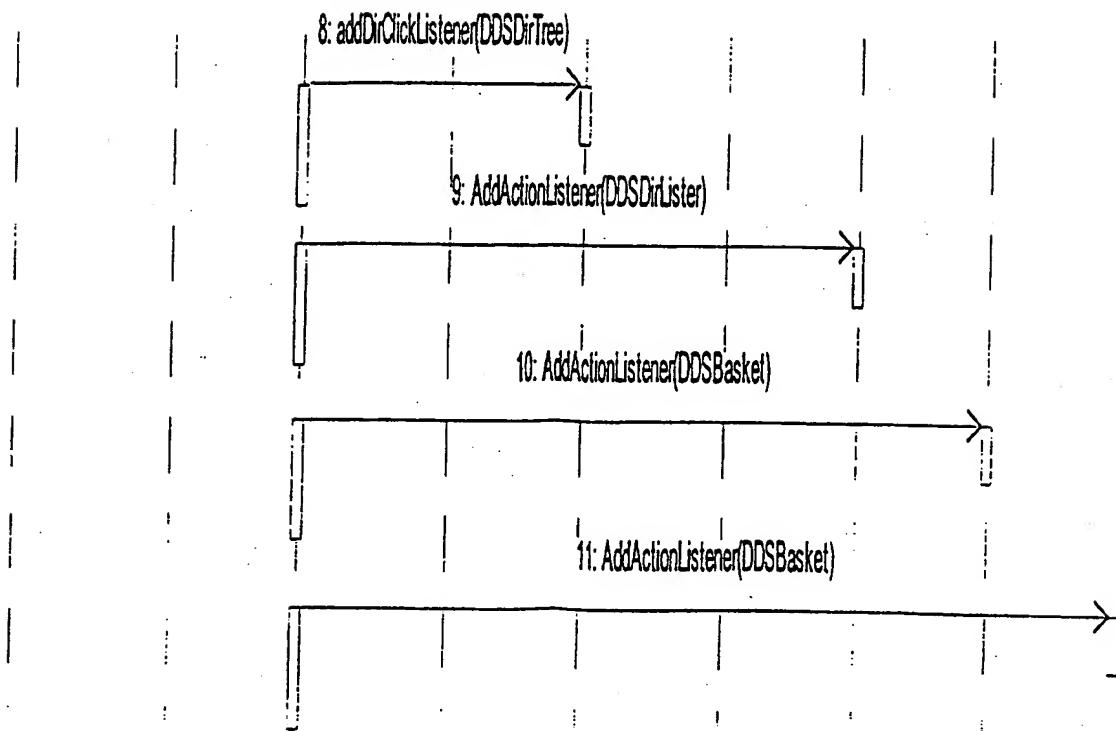 8: addDirClickListener(DDSDirTree)
9: AddActionListener(DDSDirLister)
10: AddActionListener(DDSBasket)
11: AddActionListener(DDSBasket)